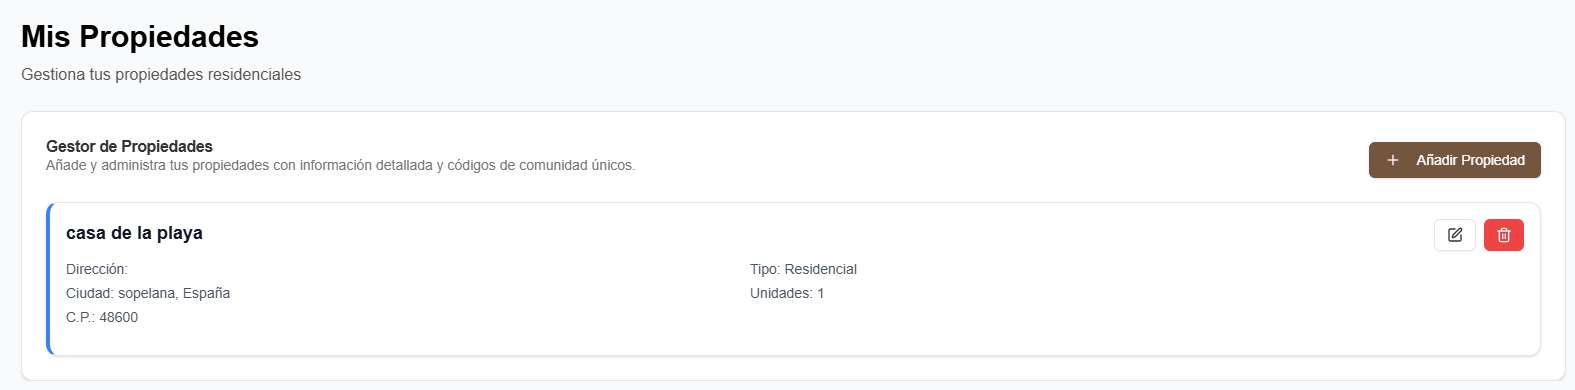 Mis Propiedades
Gestiona tus propiedades residenciales
Gestor de Propiedades
Añade y administra tus propiedades con información detallada y códigos de comunidad únicos.
Añadir Propiedad
casa de la playa
Dirección:
Tipo: Residencial
Ciudad: sopelana, España
Unidades: 1
C.P.: 48600